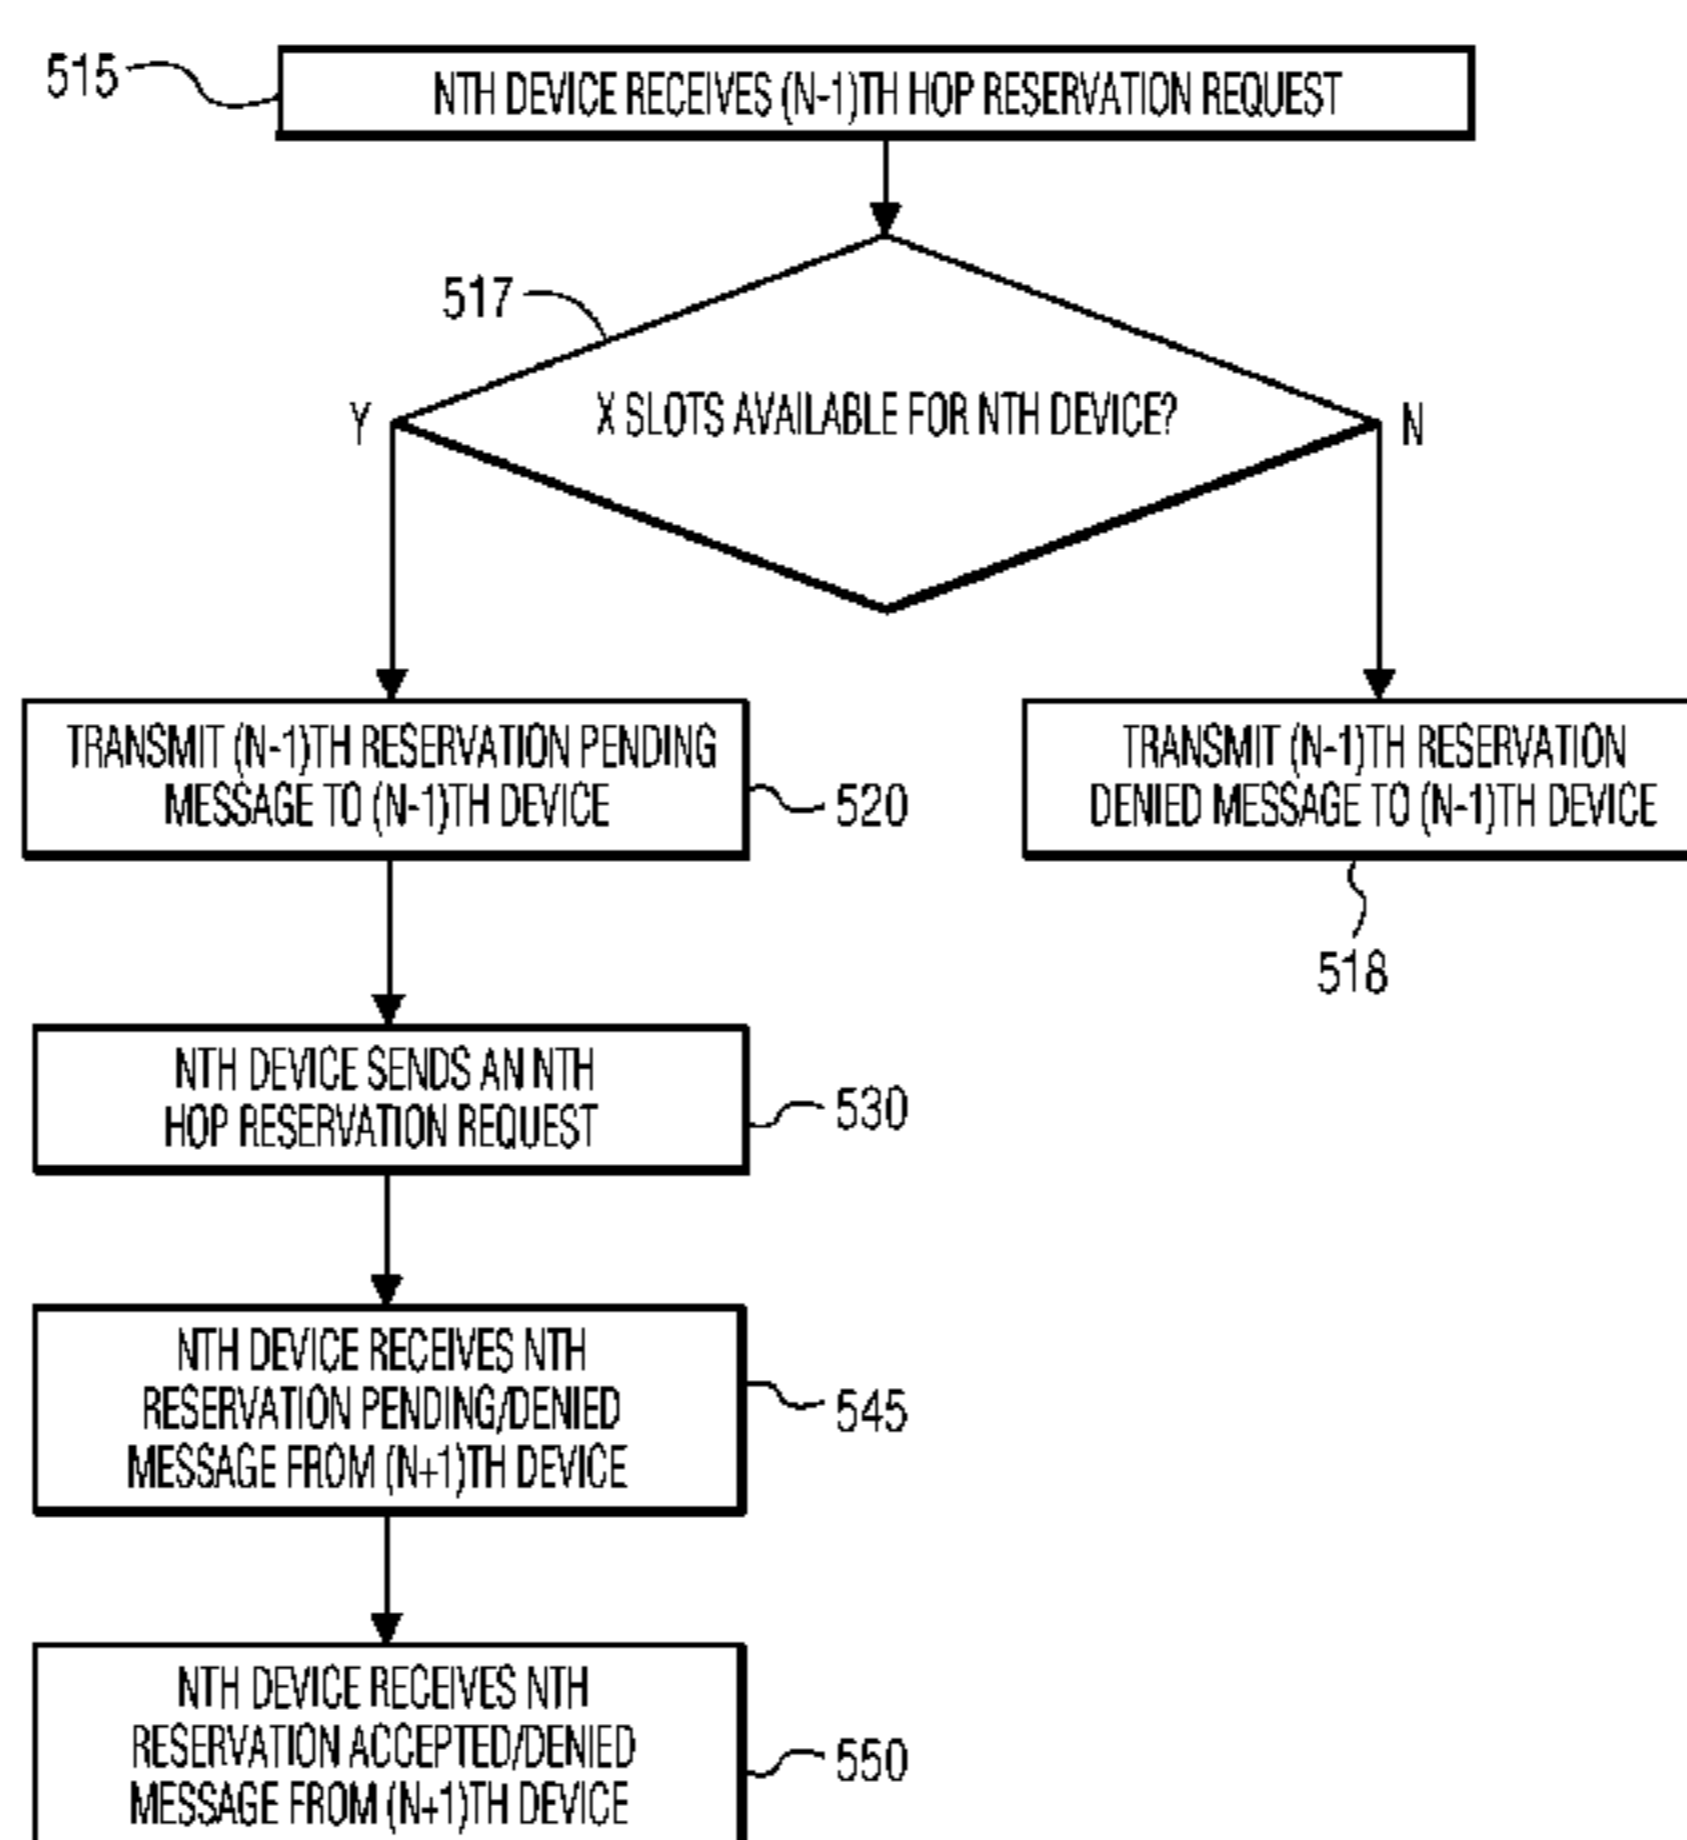 515
NTH DEVICE RECEIVES (N-1)TH HOP RESERVATION REQUEST
517
Y
X SLOTS AVAILABLE FOR NTH DEVICE?
N
TRANSMIT (N-1)TH RESERVATION PENDING
MESSAGE TO (N-1)TH DEVICE
520
TRANSMIT (N-1)TH RESERVATION
DENIED MESSAGE TO (N-1)TH DEVICE
518
NTH DEVICE SENDS AN NTH
HOP RESERVATION REQUEST
530
NTH DEVICE RECEIVES NTH
RESERVATION PENDING/DENIED
MESSAGE FROM (N+1)TH DEVICE
545
NTH DEVICE RECEIVES NTH
RESERVATION ACCEPTED/DENIED
MESSAGE FROM (N+1)TH DEVICE
550